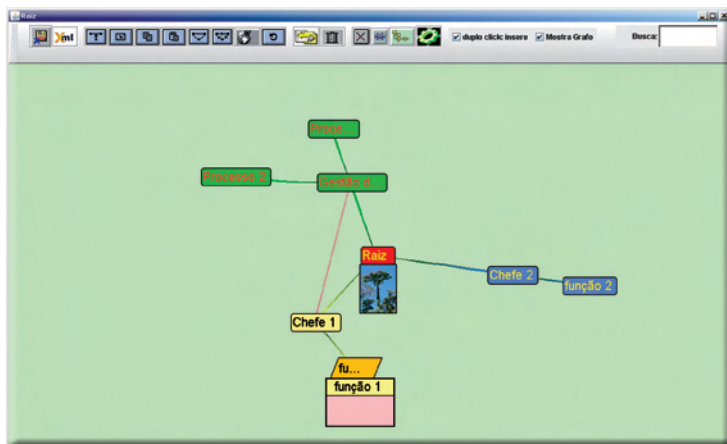 Raiz
Xml
duplo click: insere
Mostra Grafo
Busca:
Proce...
Processo 2
Gestão d...
Raiz
Chefe 2
função 2
Chefe 1
fu...
função 1